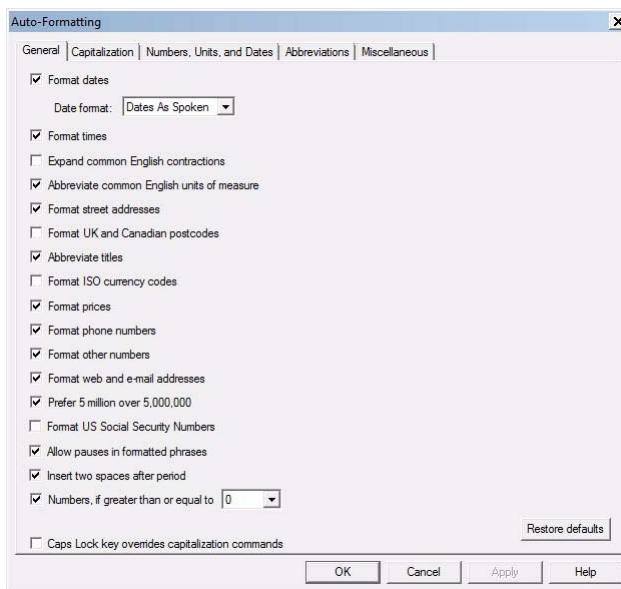 Auto-Formatting
General Capitalization Numbers, Units, and Dates Abbreviations Miscellaneous
Format dates
Date format: Dates As Spoken
Format times
Expand common English contractions
Abbreviate common English units of measure
Format street addresses
Format UK and Canadian postcodes
Abbreviate titles
Format ISO currency codes
Format prices
Format phone numbers
Format other numbers
Format web and e-mail addresses
Prefer 5 million over 5,000,000
Format US Social Security Numbers
Allow pauses in formatted phrases
Insert two spaces after period
Numbers, if greater than or equal to 0
Restore defaults
Caps Lock key overrides capitalization commands
OK Cancel Apply Help